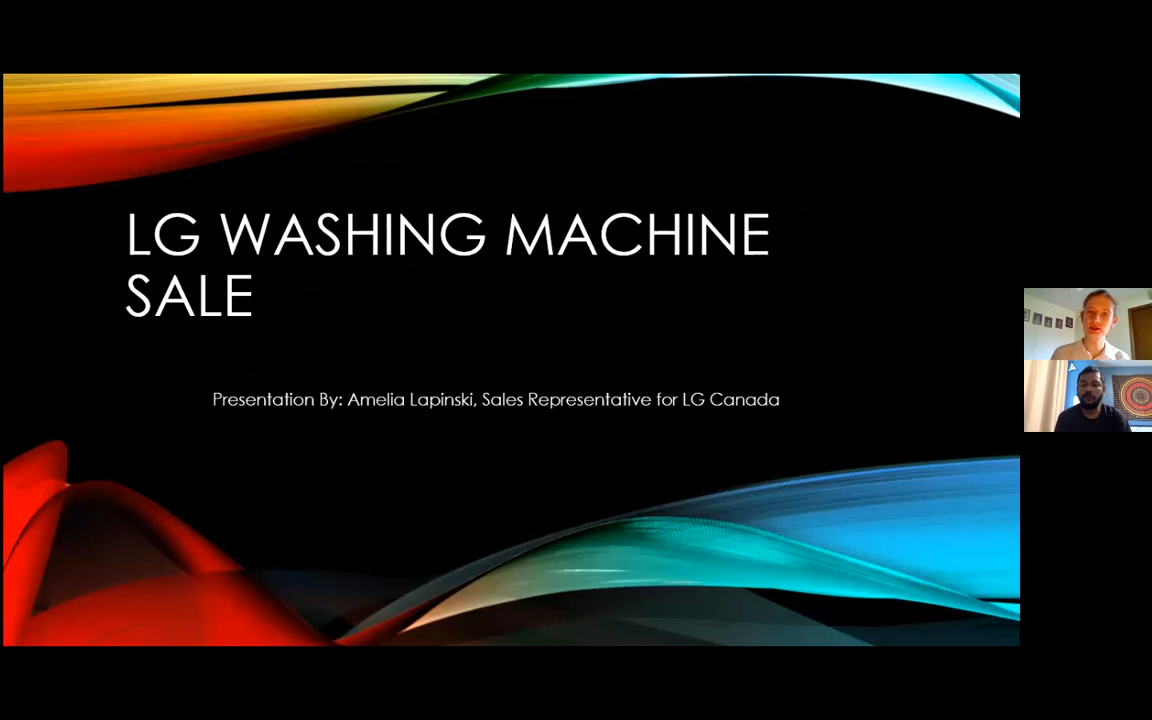 LG WASHING MACHINE
SALE
Presentation By: Amelia Lapinski, Sales Representative for LG Canada